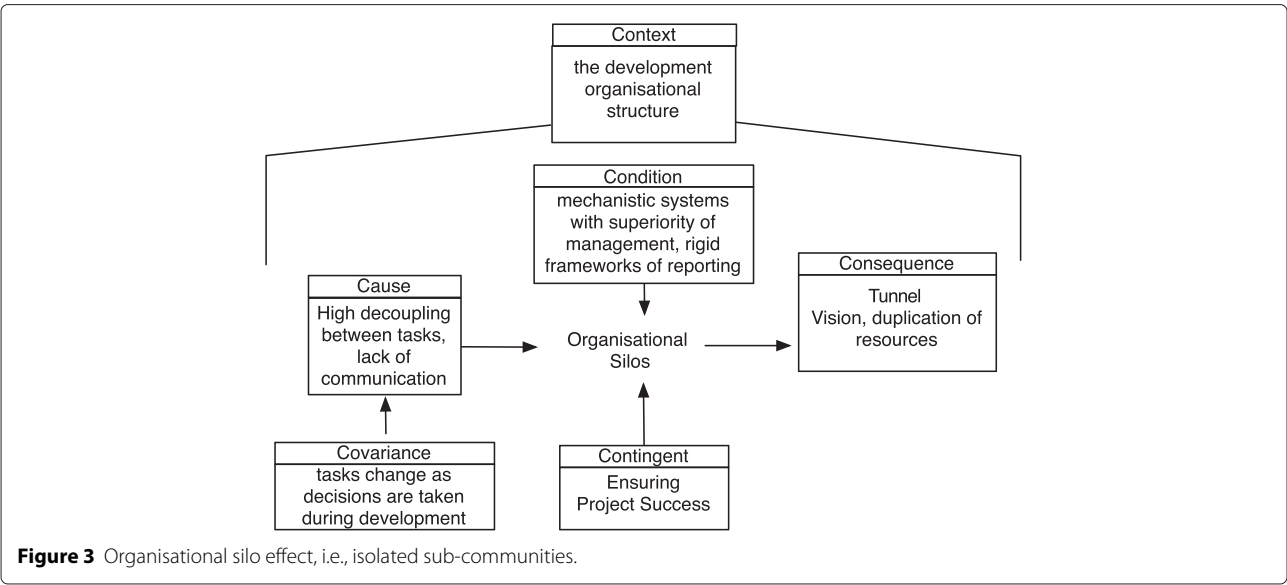 Context
the development
organisational
structure
Condition
mechanistic systems
with superiority of
management, rigid
frameworks of reporting
Consequence
Tunnel
Vision, duplication of
resources
Cause
High decoupling
between tasks,
lack of
communication
Organisational
Silos
Covariance
tasks change as
decisions are taken
during development
Contingent
Ensuring
Project Success
Figure 3 Organisational silo effect, i.e., isolated sub-communities.